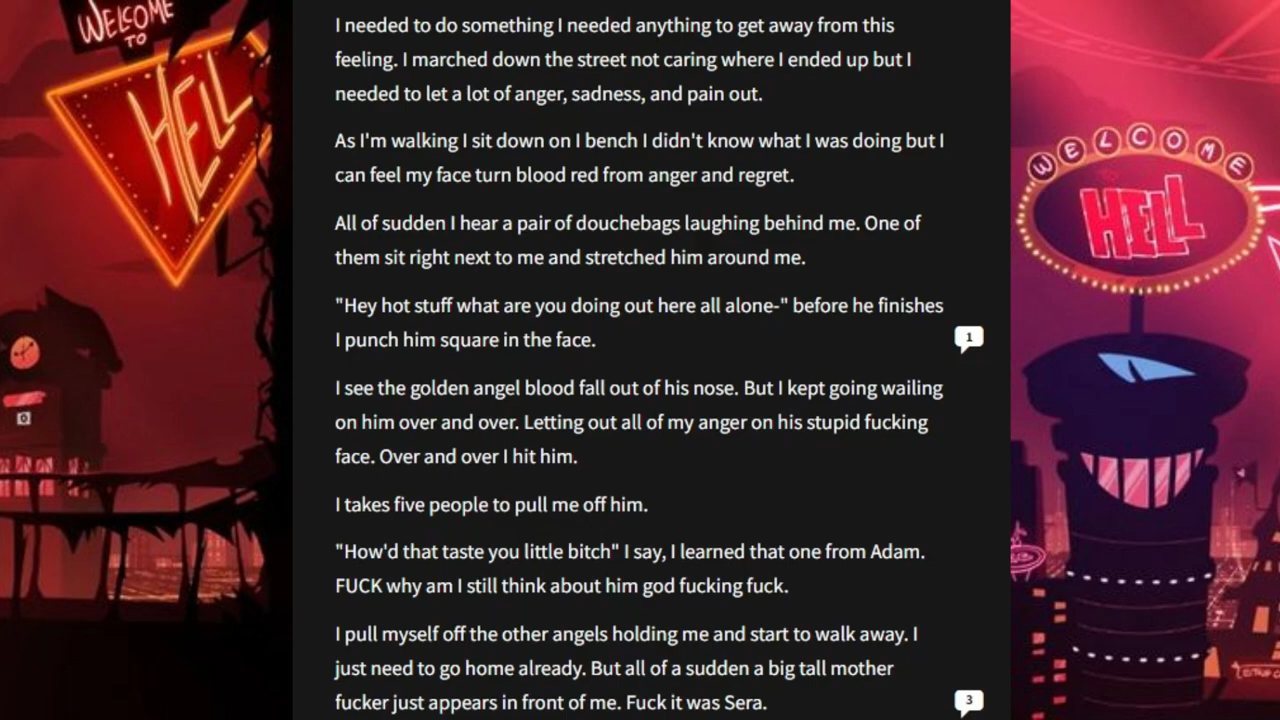 WELCOME
TO
HELL
I needed to do something I needed anything to get away from this
feeling. I marched down the street not caring where I ended up but I
needed to let a lot of anger, sadness, and pain out.
As I'm walking I sit down on I bench I didn't know what I was doing but I
can feel my face turn blood red from anger and regret.
All of sudden I hear a pair of douchebags laughing behind me. One of
them sit right next to me and stretched him around me.
"Hey hot stuff what are you doing out here all alone-" before he finishes
I punch him square in the face.
1
I see the golden angel blood fall out of his nose. But I kept going wailing
on him over and over. Letting out all of my anger on his stupid fucking
face. Over and over I hit him.
I takes five people to pull me off him.
"How'd that taste you little bitch" I say, I learned that one from Adam.
FUCK why am I still think about him god fucking fuck.
I pull myself off the other angels holding me and start to walk away. I
just need to go home already. But all of a sudden a big tall mother
fucker just appears in front of me. Fuck it was Sera.
3
WELCOME
TO
HELL